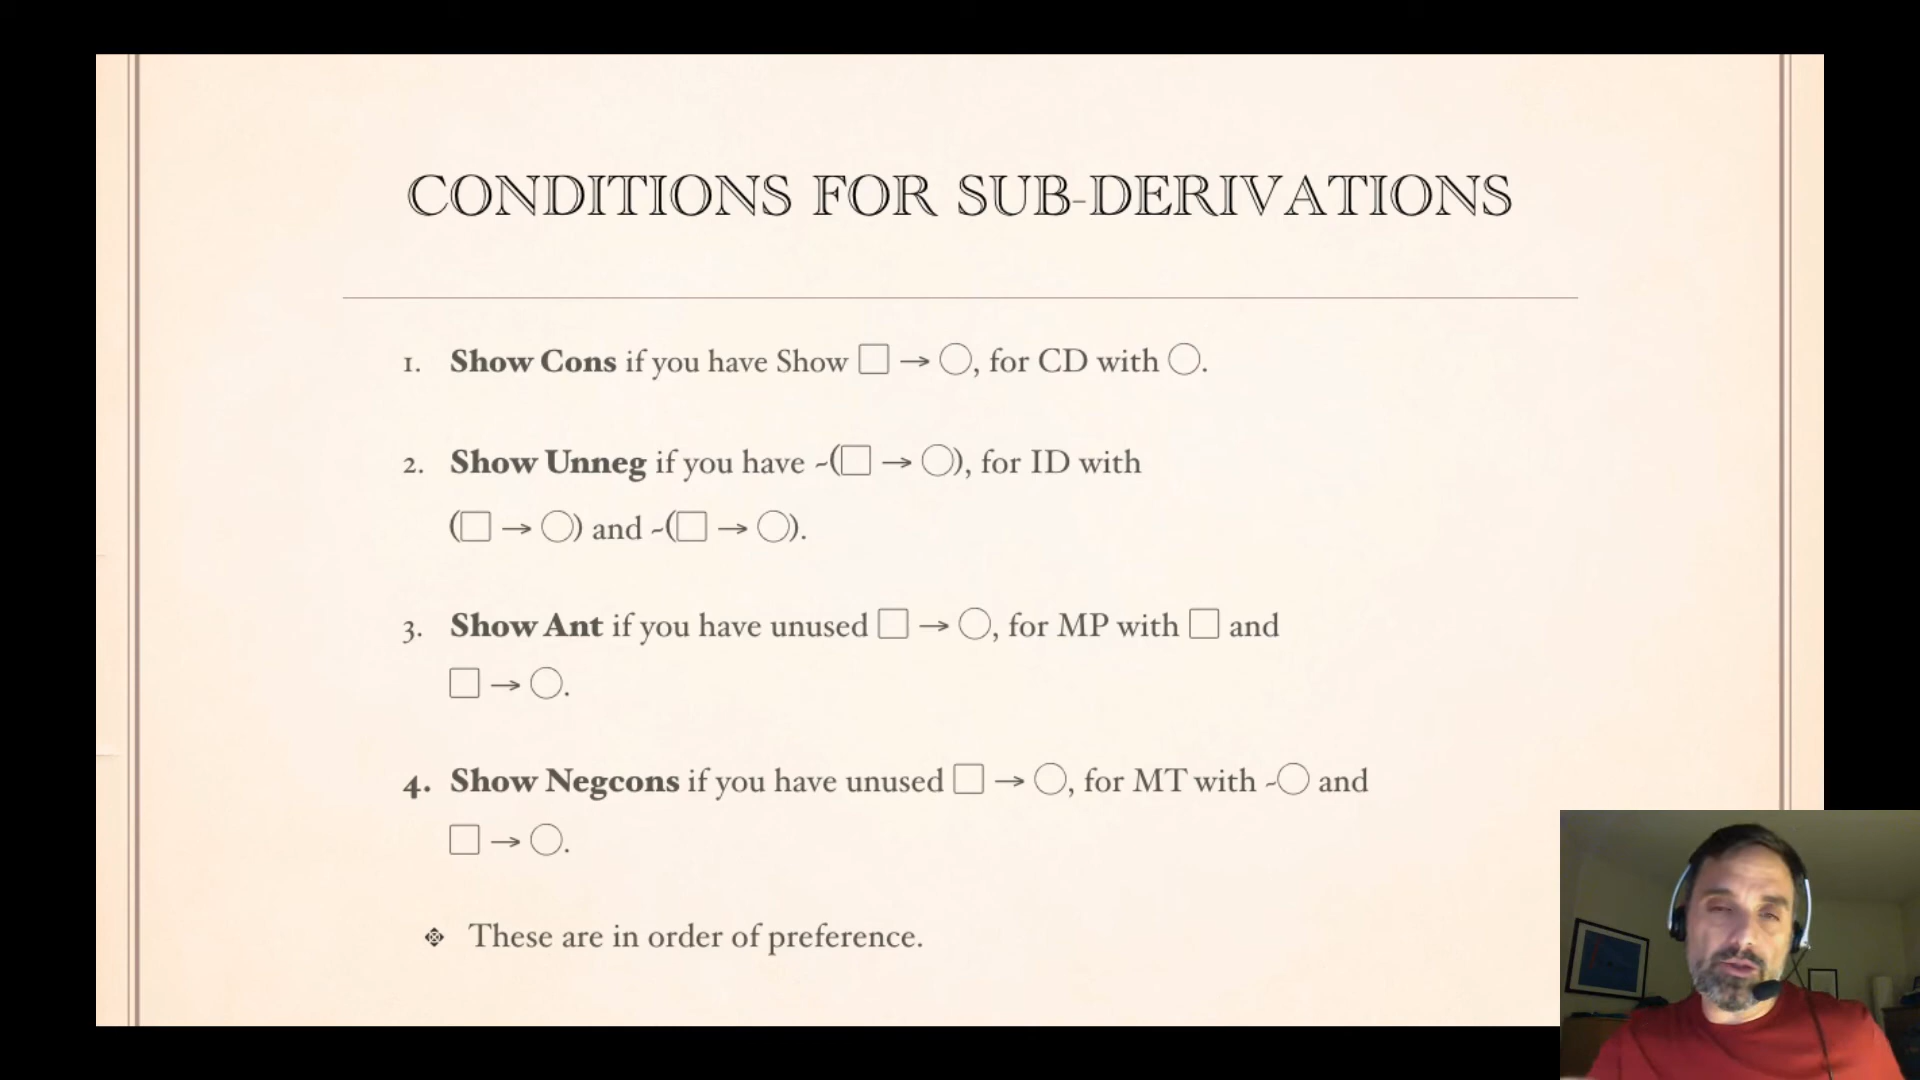 CONDITIONS FOR SUB-DERIVATIONS
1. Show Cons if you have Show □ → ○, for CD with ○.
2. Show Unneg if you have ~(□ → ○), for ID with
(□ → ○) and ~(□ → ○).
3. Show Ant if you have unused □ → ○, for MP with □ and
□ → ○.
4. Show Negcons if you have unused □ → ○, for MT with ~○ and
□ → ○.
These are in order of preference.